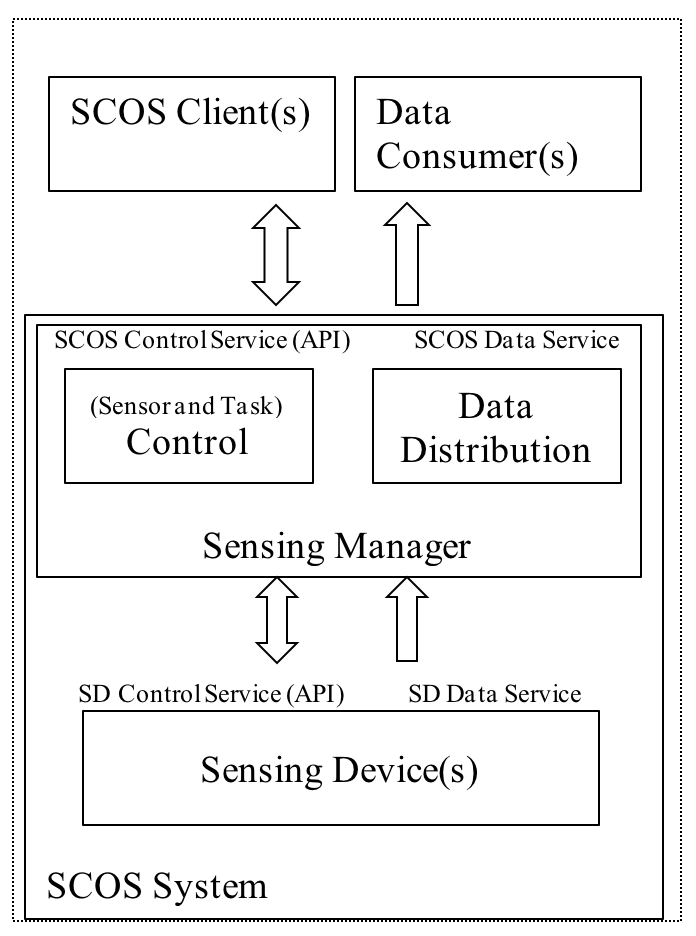 SCOS Client(s)
Data
Consumer(s)
SCOS Control Service (API)
SCOS Data Service
(Sensor and Task)
Control
Data
Distribution
Sensing Manager
SD Control Service (API)
SD Data Service
Sensing Device(s)
SCOS System